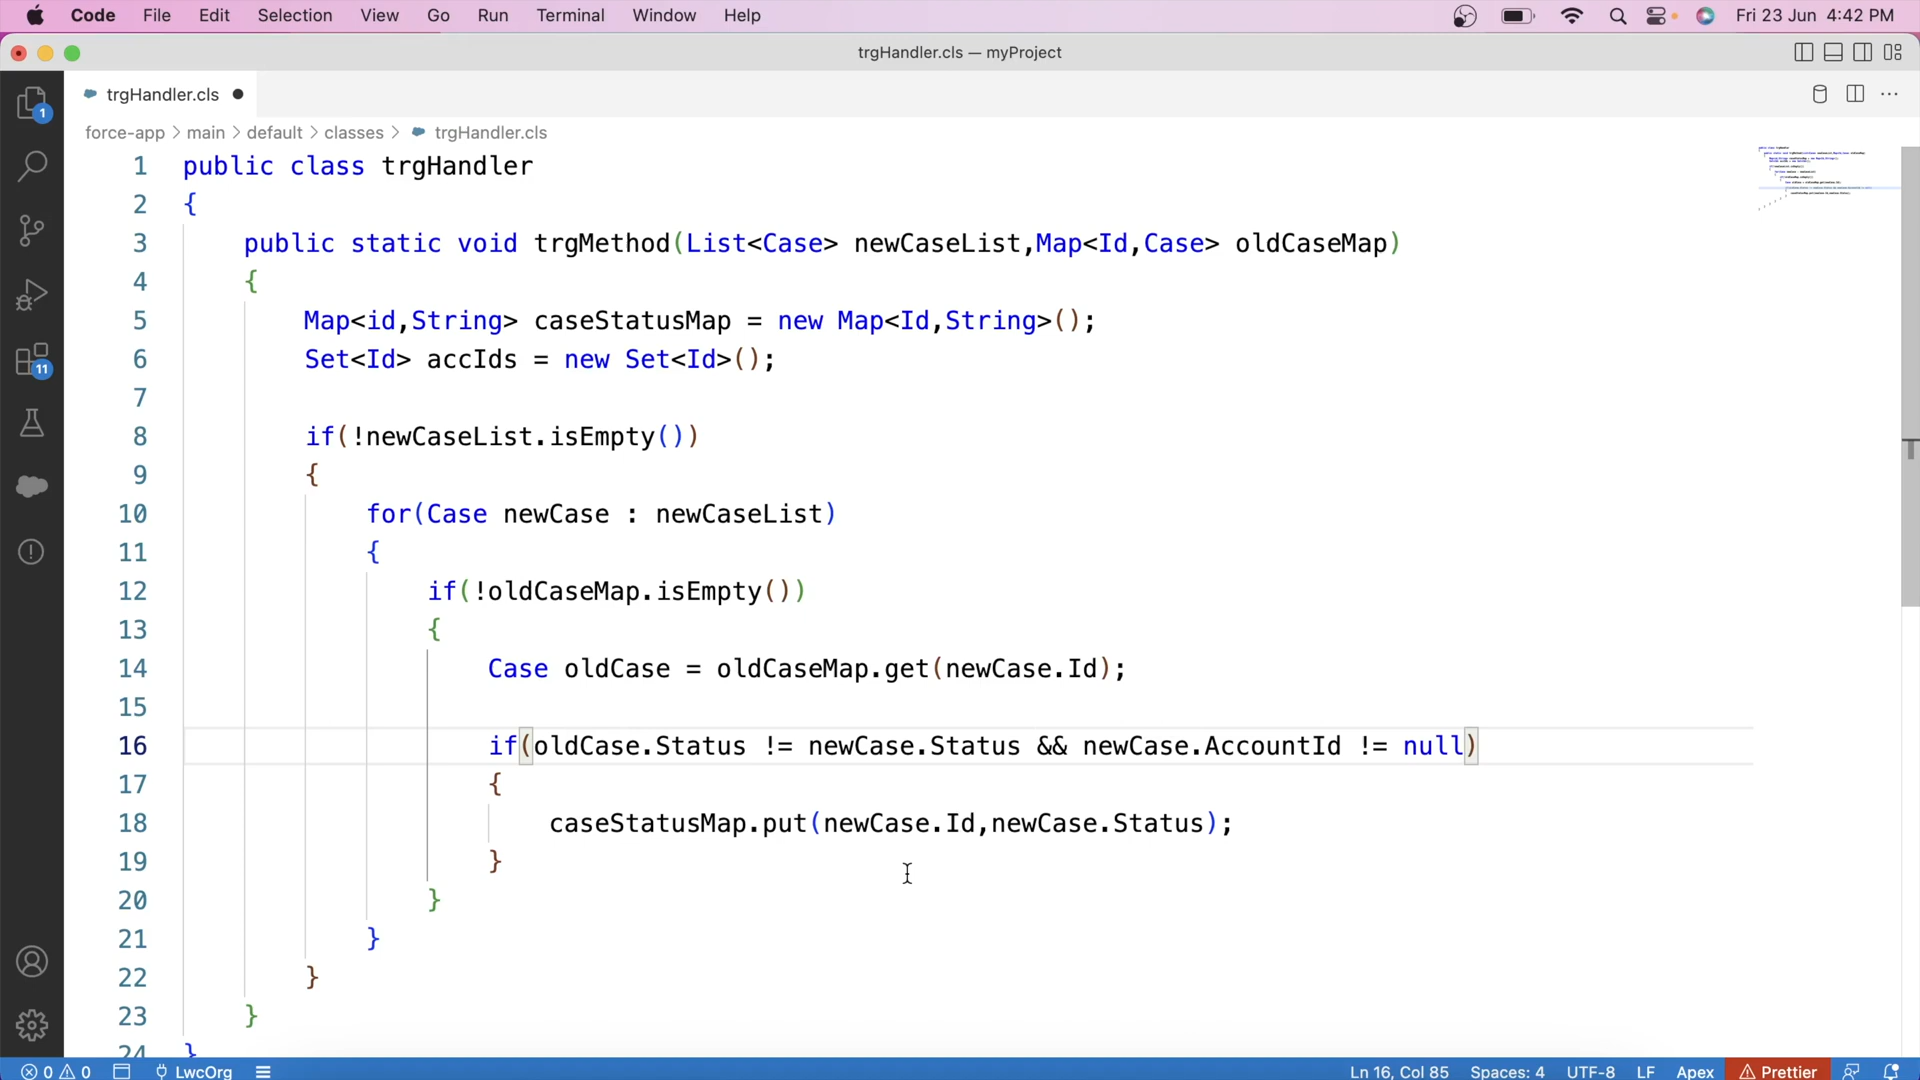 Code File Edit Selection View Go Run Terminal Window Help Fri 23 Jun 4:42 PM
trgHandler.cls — myProject
trgHandler.cls
force-app > main > default > classes > trgHandler.cls
1 public class trgHandler
2 {
3 public static void trgMethod(List<Case> newCaseList,Map<Id,Case> oldCaseMap)
4 {
5 Map<id,String> caseStatusMap = new Map<Id,String>();
6 Set<Id> accIds = new Set<Id>();
7
8 if(!newCaseList.isEmpty())
9 {
10 for(Case newCase : newCaseList)
11 {
12 if(!oldCaseMap.isEmpty())
13 {
14 Case oldCase = oldCaseMap.get(newCase.Id);
15
16 if(oldCase.Status != newCase.Status && newCase.AccountId != null)
17 {
18 caseStatusMap.put(newCase.Id,newCase.Status);
19 }
20 }
21 }
22 }
23 }
24 }
1
11
0 0 LwcOrg Ln 16, Col 85 Spaces: 4 UTF-8 LF Apex Prettier